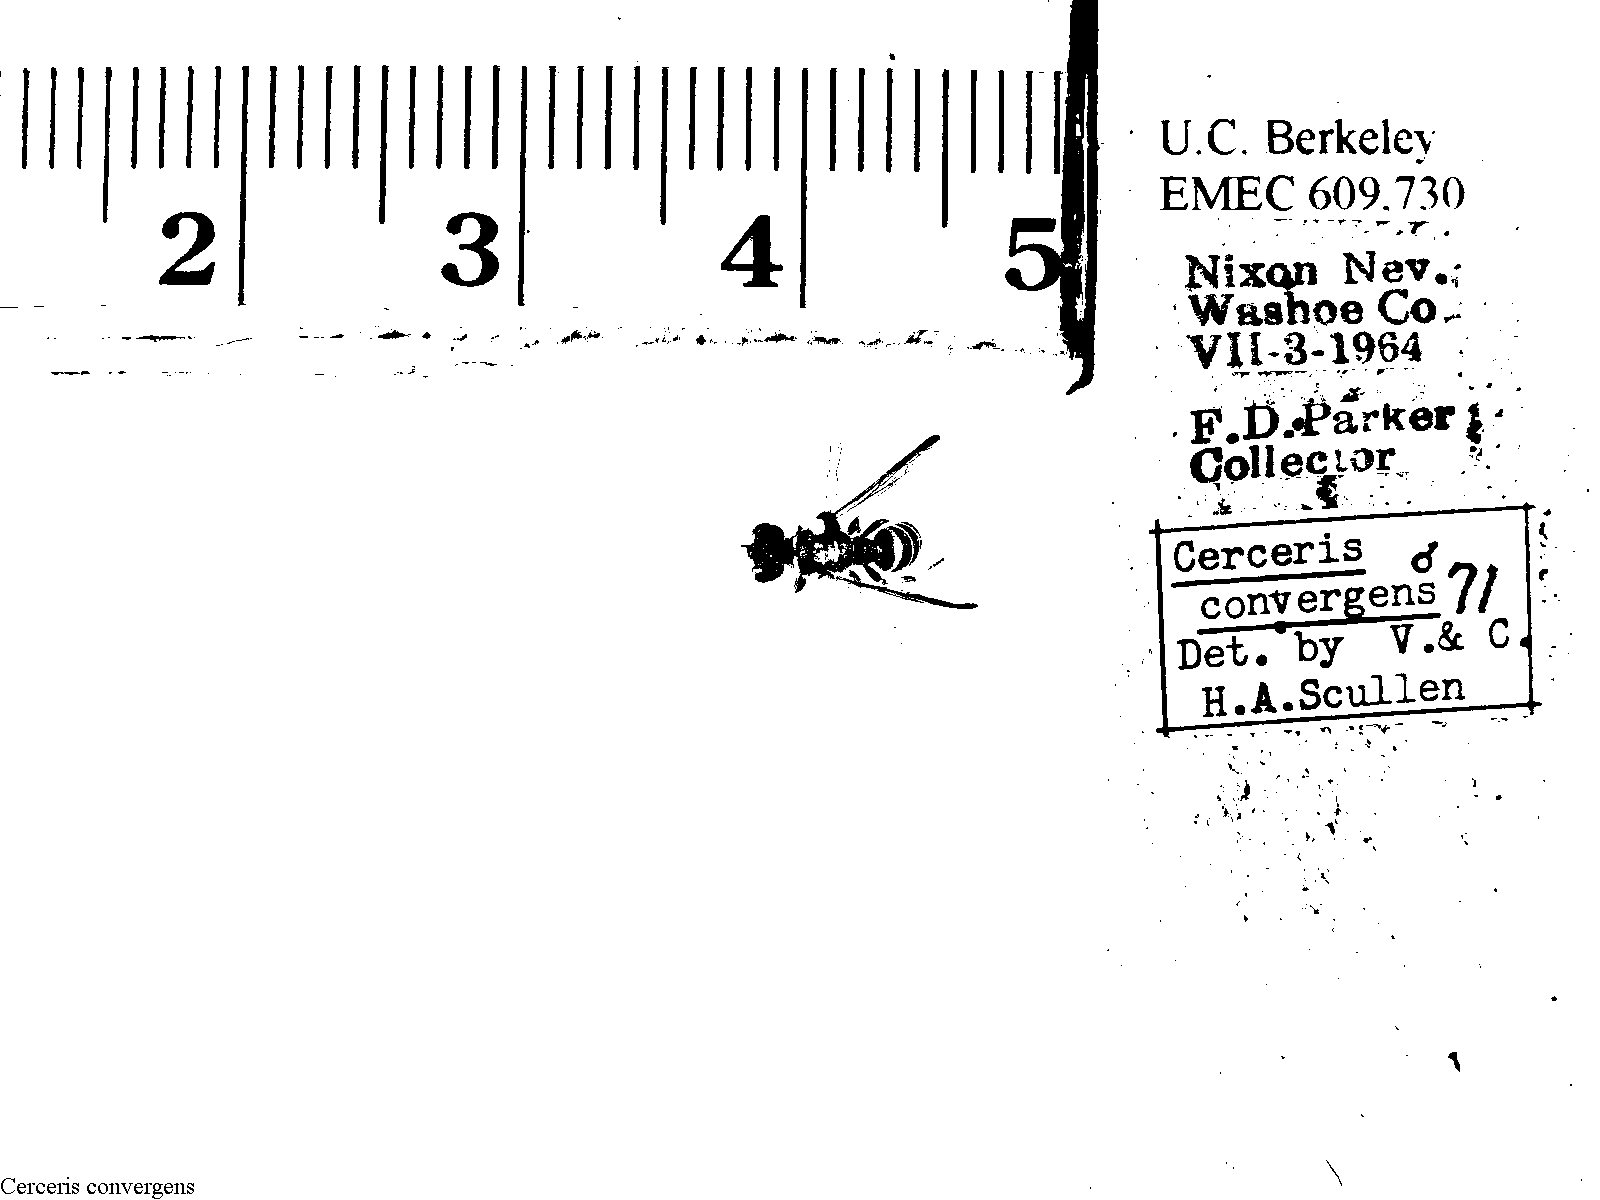 2 3 4 5
U.C. Berkeley
EMEC 609.730
Nixon Nev.
Washoe Co.
VII-3-1964
F.D.Parker
Collector
Cerceris ♂
convergens 71
Det. by V.& C.
H.A.Scullen
Cerceris convergens